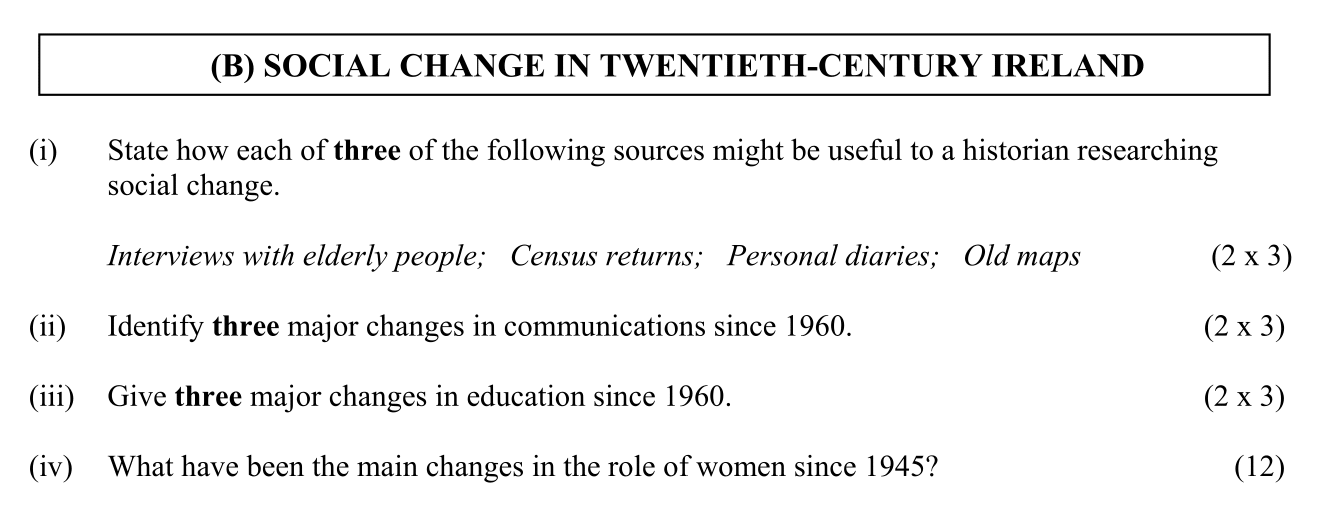 (B) SOCIAL CHANGE IN TWENTIETH-CENTURY IRELAND
(i) State how each of three of the following sources might be useful to a historian researching
social change.
Interviews with elderly people; Census returns; Personal diaries; Old maps (2 x 3)
(ii) Identify three major changes in communications since 1960. (2 x 3)
(iii) Give three major changes in education since 1960. (2 x 3)
(iv) What have been the main changes in the role of women since 1945? (12)